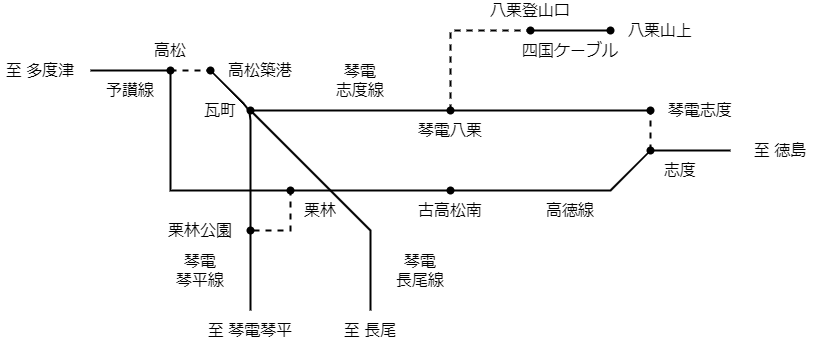 八栗登山口
八栗山上
四国ケーブル
高松
至 多度津
高松築港
予讃線
琴電
志度線
瓦町
琴電八栗
琴電志度
至 徳島
志度
栗林
古高松南
高徳線
栗林公園
琴電
琴平線
琴電
長尾線
至 琴電琴平
至 長尾